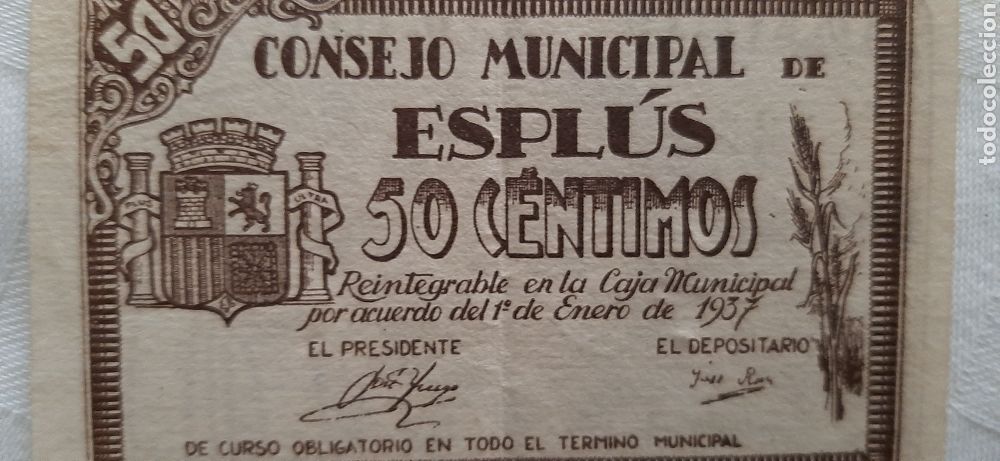 50
CONSEJO MUNICIPAL DE
ESPLÚS
50 CÉNTIMOS
PLUS ULTRA
Reintegrable en la Caja Municipal
por acuerdo del 1º de Enero de 1937
EL PRESIDENTE EL DEPOSITARIO
DE CURSO OBLIGATORIO EN TODO EL TERMINO MUNICIPAL
todocoleccion